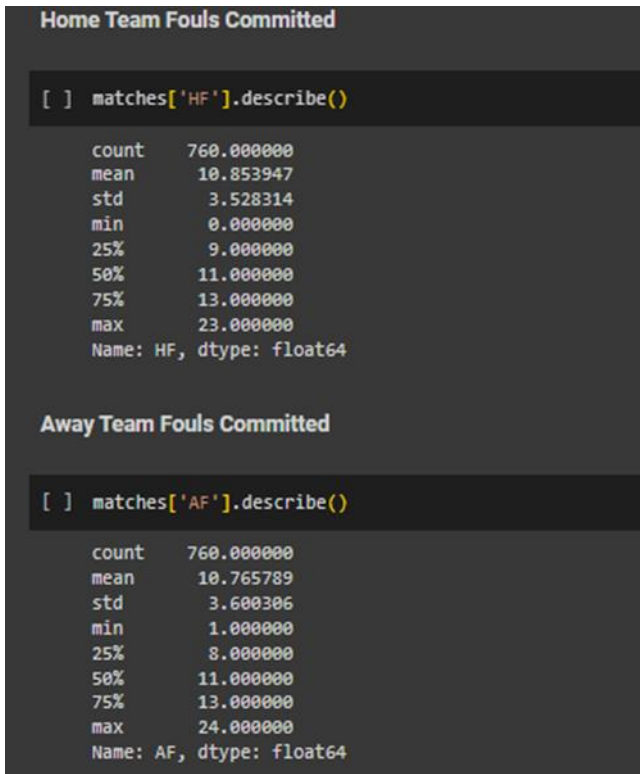 Home Team Fouls Committed
[ ] matches['HF'].describe()
count 760.000000
mean 10.853947
std 3.528314
min 0.000000
25% 9.000000
50% 11.000000
75% 13.000000
max 23.000000
Name: HF, dtype: float64
Away Team Fouls Committed
[ ] matches['AF'].describe()
count 760.000000
mean 10.765789
std 3.600306
min 1.000000
25% 8.000000
50% 11.000000
75% 13.000000
max 24.000000
Name: AF, dtype: float64